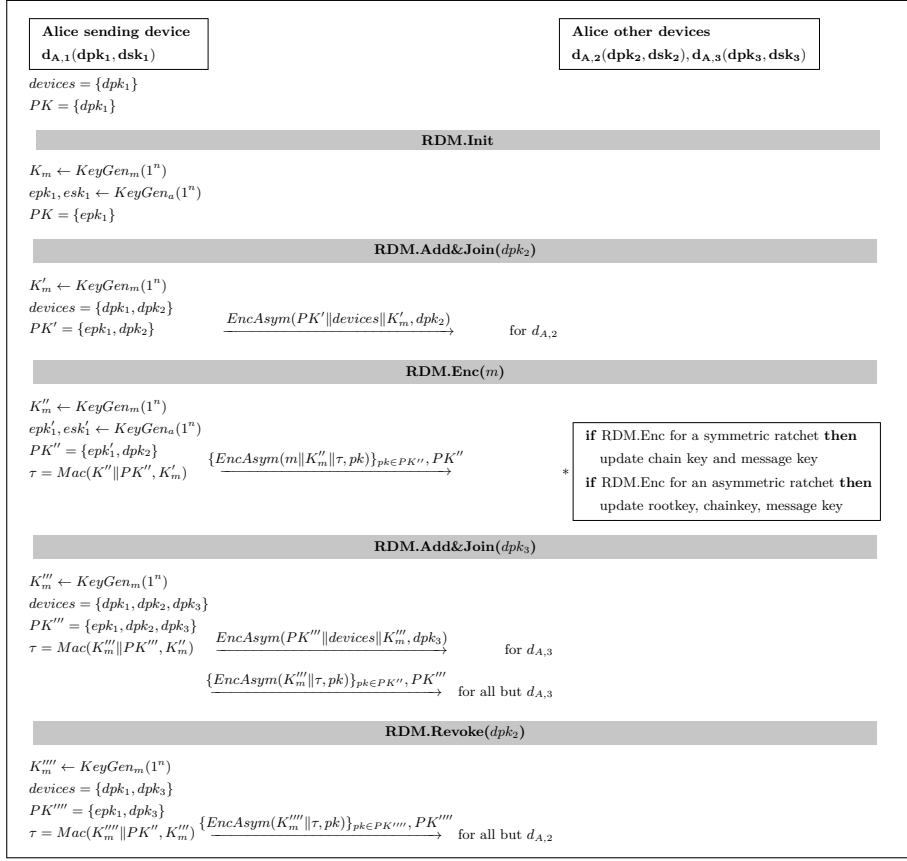 Alice sending device
d_{A,1}(dpk_1, dsk_1)
Alice other devices
d_{A,2}(dpk_2, dsk_2), d_{A,3}(dpk_3, dsk_3)
devices = {dpk_1}
PK = {dpk_1}
RDM.Init
K_m ← KeyGen_m(1^n)
epk_1, esk_1 ← KeyGen_a(1^n)
PK = {epk_1}
RDM.Add&Join(dpk_2)
K'_m ← KeyGen_m(1^n)
devices = {dpk_1, dpk_2}
PK' = {epk_1, dpk_2} EncAsym(PK'‖devices‖K'_m, dpk_2) for d_{A,2}
RDM.Enc(m)
K''_m ← KeyGen_m(1^n)
epk'_1, esk'_1 ← KeyGen_a(1^n)
PK'' = {epk'_1, dpk_2}
τ = Mac(K''‖PK'', K'_m) {EncAsym(m‖K''_m‖τ, pk)}_{pk∈PK''}, PK''
* if RDM.Enc for a symmetric ratchet then
update chain key and message key
if RDM.Enc for an asymmetric ratchet then
update rootkey, chainkey, message key
RDM.Add&Join(dpk_3)
K'''_m ← KeyGen_m(1^n)
devices = {dpk_1, dpk_2, dpk_3}
PK''' = {epk_1, dpk_2, dpk_3}
τ = Mac(K'''_m‖PK''', K''_m) EncAsym(PK'''‖devices‖K'''_m, dpk_3) for d_{A,3}
{EncAsym(K'''_m‖τ, pk)}_{pk∈PK''}, PK''' for all but d_{A,3}
RDM.Revoke(dpk_2)
K''''_m ← KeyGen_m(1^n)
devices = {dpk_1, dpk_3}
PK'''' = {epk_1, dpk_3}
τ = Mac(K''''_m‖PK'', K'''_m) {EncAsym(K''''_m‖τ, pk)}_{pk∈PK''''}, PK'''' for all but d_{A,2}